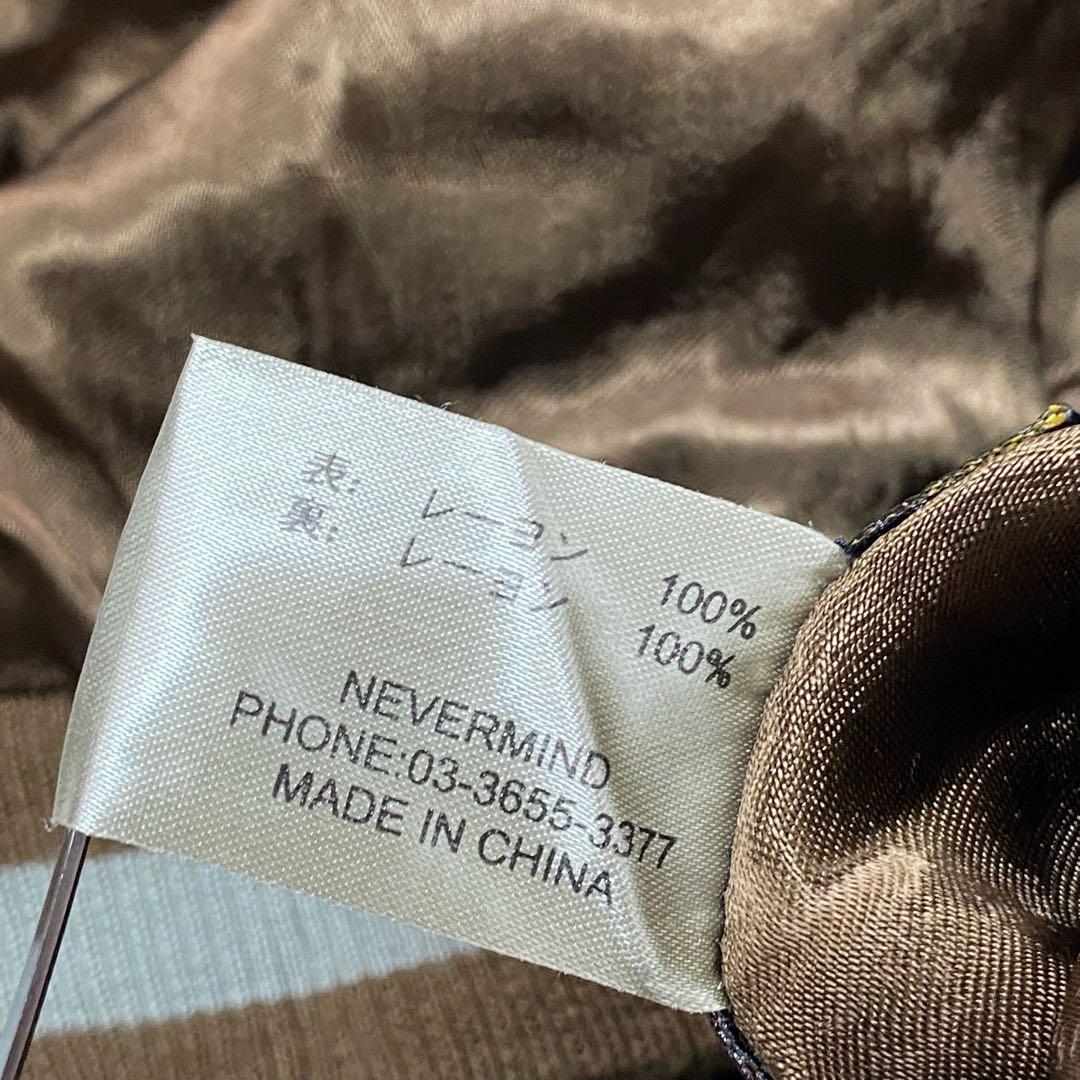 表: レーヨン 100%
裏: レーヨン 100%
NEVERMIND
PHONE:03-3655-3377
MADE IN CHINA